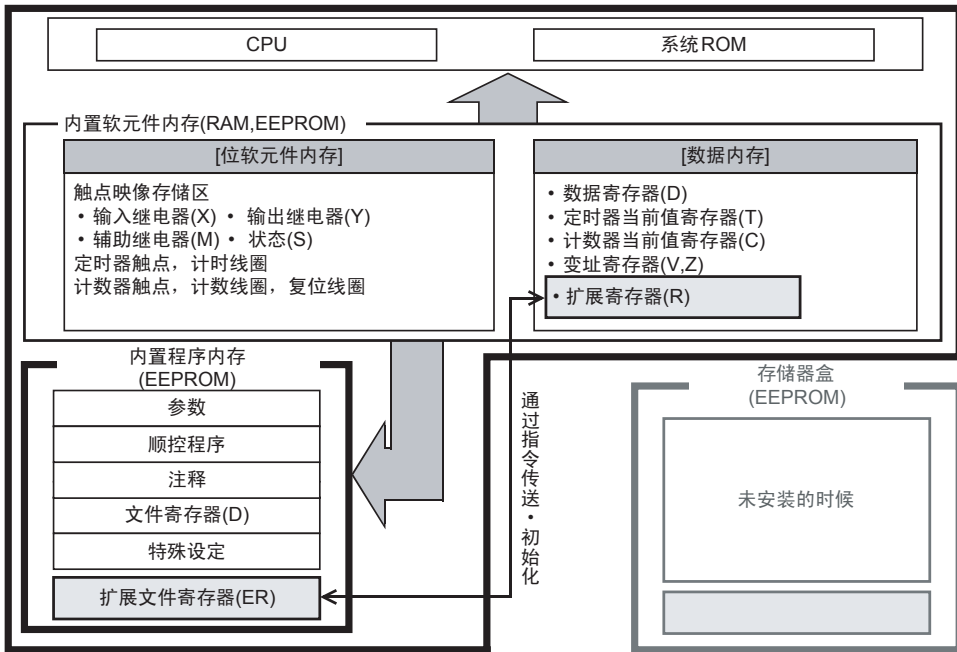 CPU
系统ROM
内置软元件内存(RAM,EEPROM)
[位软元件内存]
触点映像存储区
• 输入继电器(X) • 输出继电器(Y)
• 辅助继电器(M) • 状态(S)
定时器触点，计时线圈
计数器触点，计数线圈，复位线圈
[数据内存]
• 数据寄存器(D)
• 定时器当前值寄存器(T)
• 计数器当前值寄存器(C)
• 变址寄存器(V,Z)
• 扩展寄存器(R)
内置程序内存
(EEPROM)
参数
顺控程序
注释
文件寄存器(D)
特殊设定
扩展文件寄存器(ER)
通过指令传送・初始化
存储器盒
(EEPROM)
未安装的时候